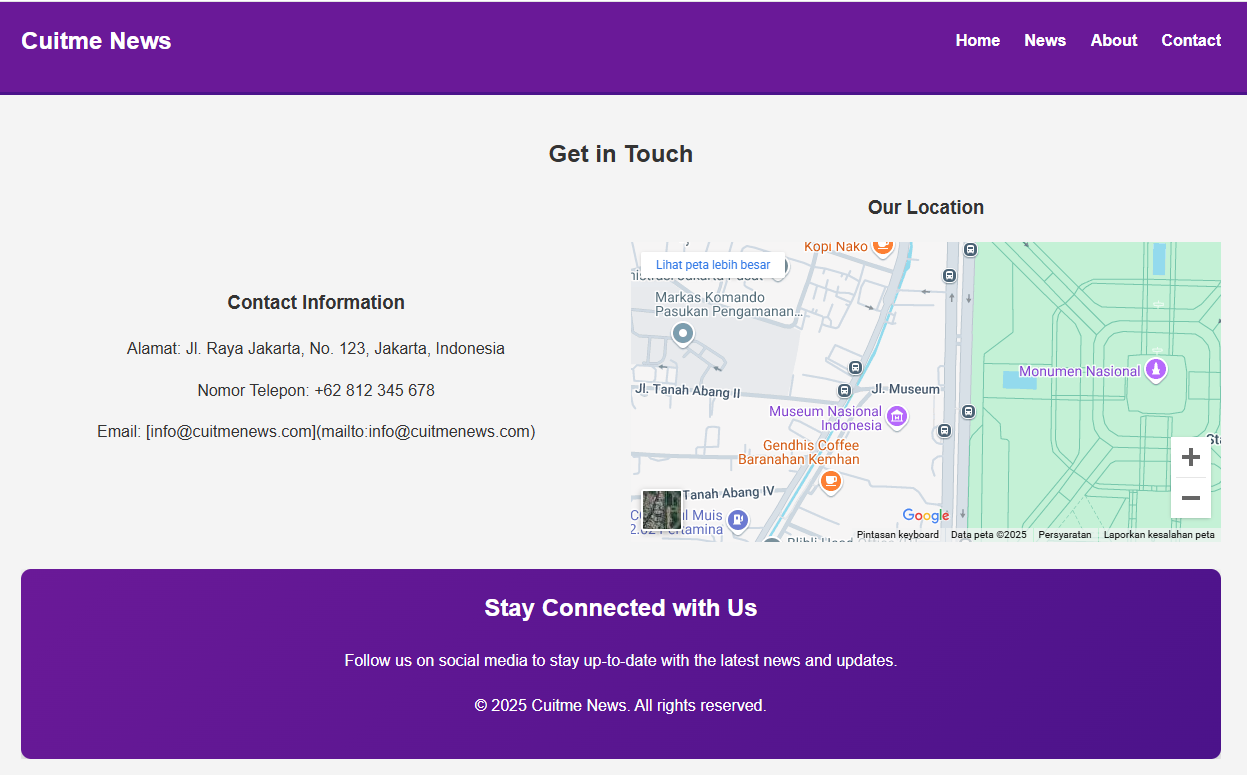 Cuitme News
Home News About Contact
Get in Touch
Contact Information
Alamat: Jl. Raya Jakarta, No. 123, Jakarta, Indonesia
Nomor Telepon: +62 812 345 678
Email: [info@cuitmenews.com](mailto:info@cuitmenews.com)
Our Location
Kopi Nako
Lihat peta lebih besar
Markas Komando
Pasukan Pengamanan...
Monumen Nasional
Jl. Tanah Abang II
Jl. Museum
Museum Nasional
Indonesia
Gendhis Coffee
Baranahan Kemhan
Tanah Abang IV
Muis
Google
Pintasan keyboard Data peta ©2025 Persyaratan Laporkan kesalahan peta
Stay Connected with Us
Follow us on social media to stay up-to-date with the latest news and updates.
© 2025 Cuitme News. All rights reserved.